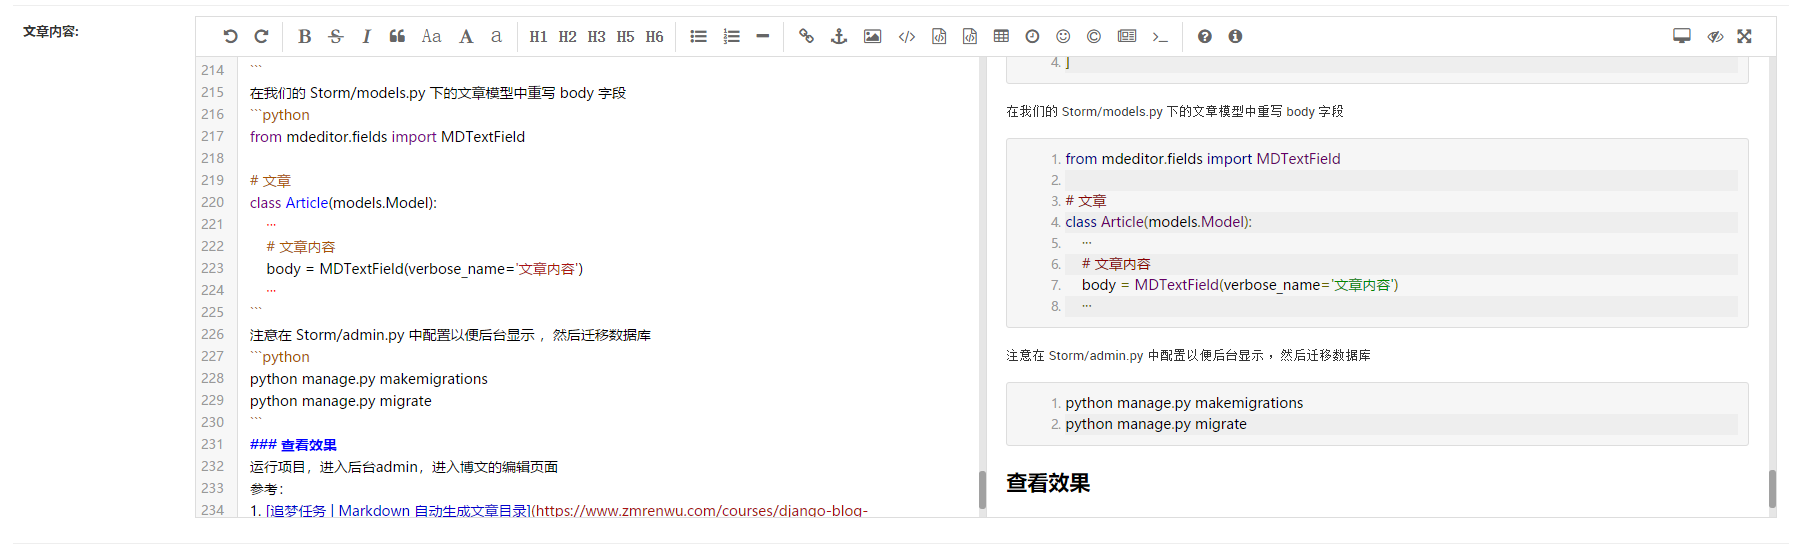 文章内容:
B S I Aa A a H1 H2 H3 H5 H6
214 ```
215 在我们的 Storm/models.py 下的文章模型中重写 body 字段
216 ```python
217 from mdeditor.fields import MDTextField
218
219 # 文章
220 class Article(models.Model):
221 ...
222 # 文章内容
223 body = MDTextField(verbose_name='文章内容')
224 ...
225 ```
226 注意在 Storm/admin.py 中配置以便后台显示 ，然后迁移数据库
227 ```python
228 python manage.py makemigrations
229 python manage.py migrate
230 ```
231 ### 查看效果
232 运行项目，进入后台admin，进入博文的编辑页面
233 参考：
234 1. [追梦任务 | Markdown 自动生成文章目录](https://www.zmrenwu.com/courses/django-blog-
4. ]
在我们的 Storm/models.py 下的文章模型中重写 body 字段
1. from mdeditor.fields import MDTextField
2.
3. # 文章
4. class Article(models.Model):
5. ...
6. # 文章内容
7. body = MDTextField(verbose_name='文章内容')
8. ...
注意在 Storm/admin.py 中配置以便后台显示 ，然后迁移数据库
1. python manage.py makemigrations
2. python manage.py migrate
查看效果